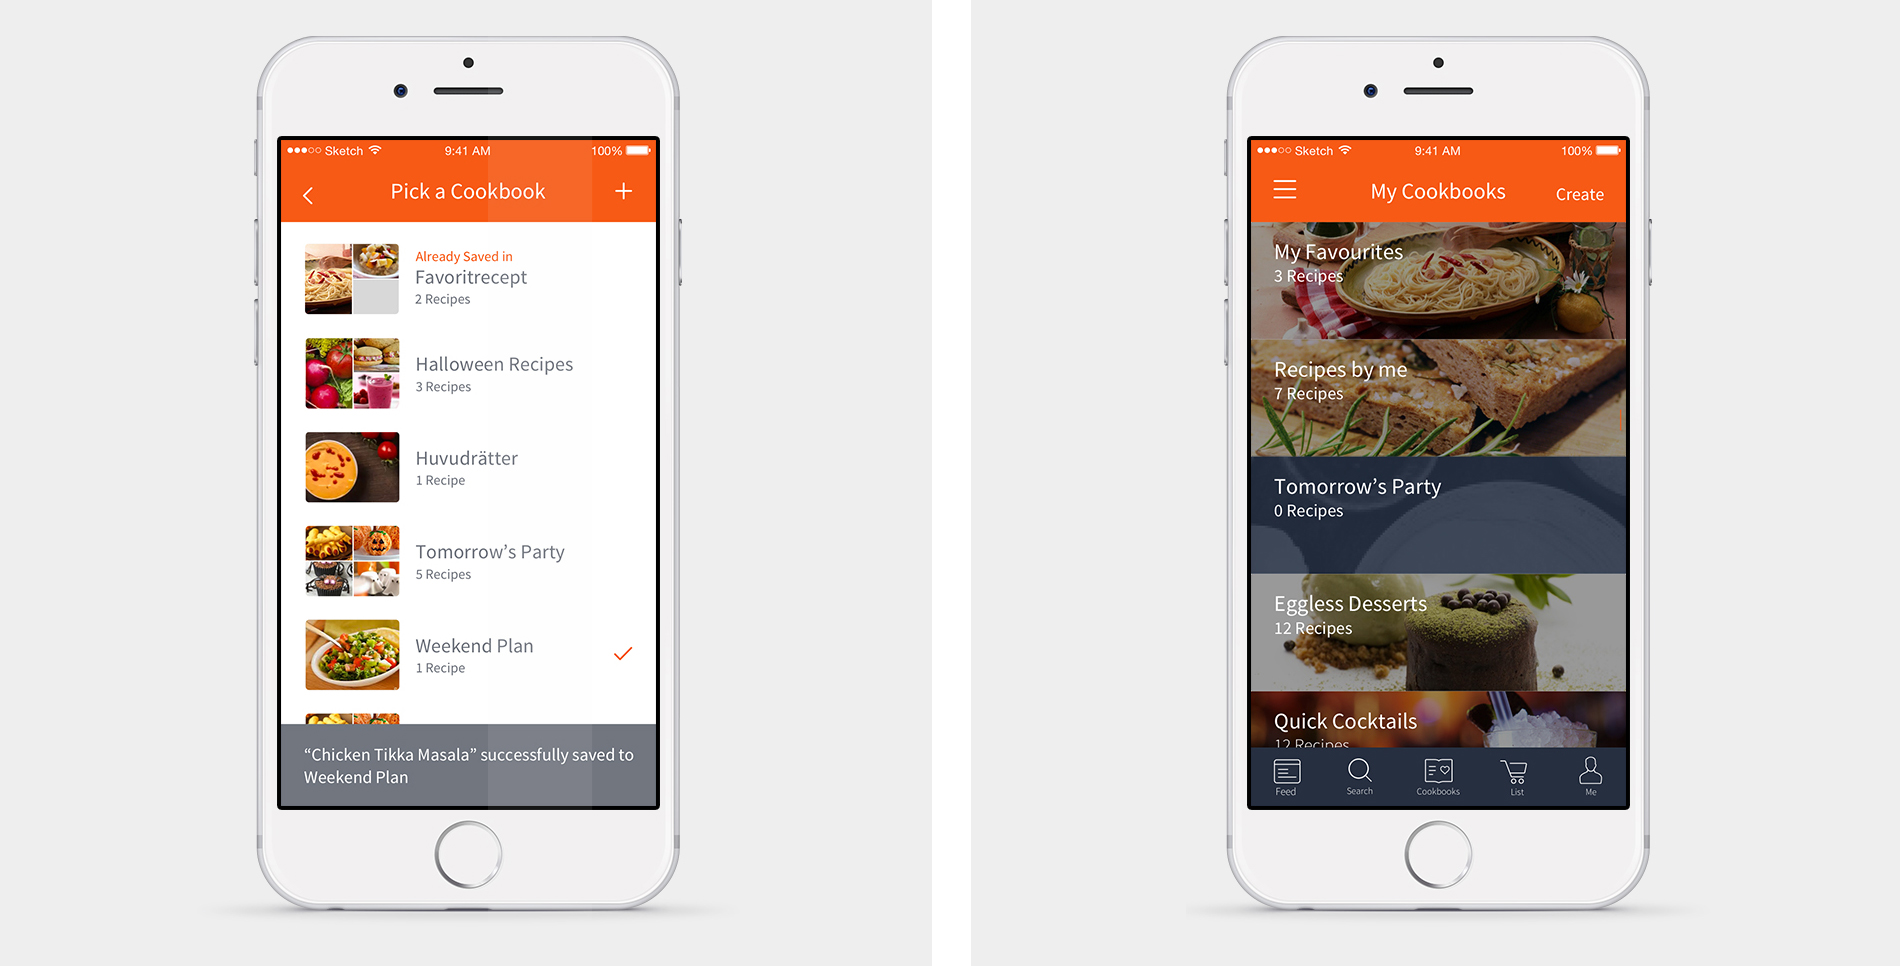 Sketch 9:41 AM 100%
Pick a Cookbook
Already Saved in
Favoritrecept
2 Recipes
Halloween Recipes
3 Recipes
Huvudrätter
1 Recipe
Tomorrow’s Party
5 Recipes
Weekend Plan
1 Recipe
“Chicken Tikka Masala” successfully saved to
Weekend Plan
Sketch 9:41 AM 100%
My Cookbooks Create
My Favourites
3 Recipes
Recipes by me
7 Recipes
Tomorrow’s Party
0 Recipes
Eggless Desserts
12 Recipes
Quick Cocktails
12 Recipes
Feed Search Cookbooks List Me